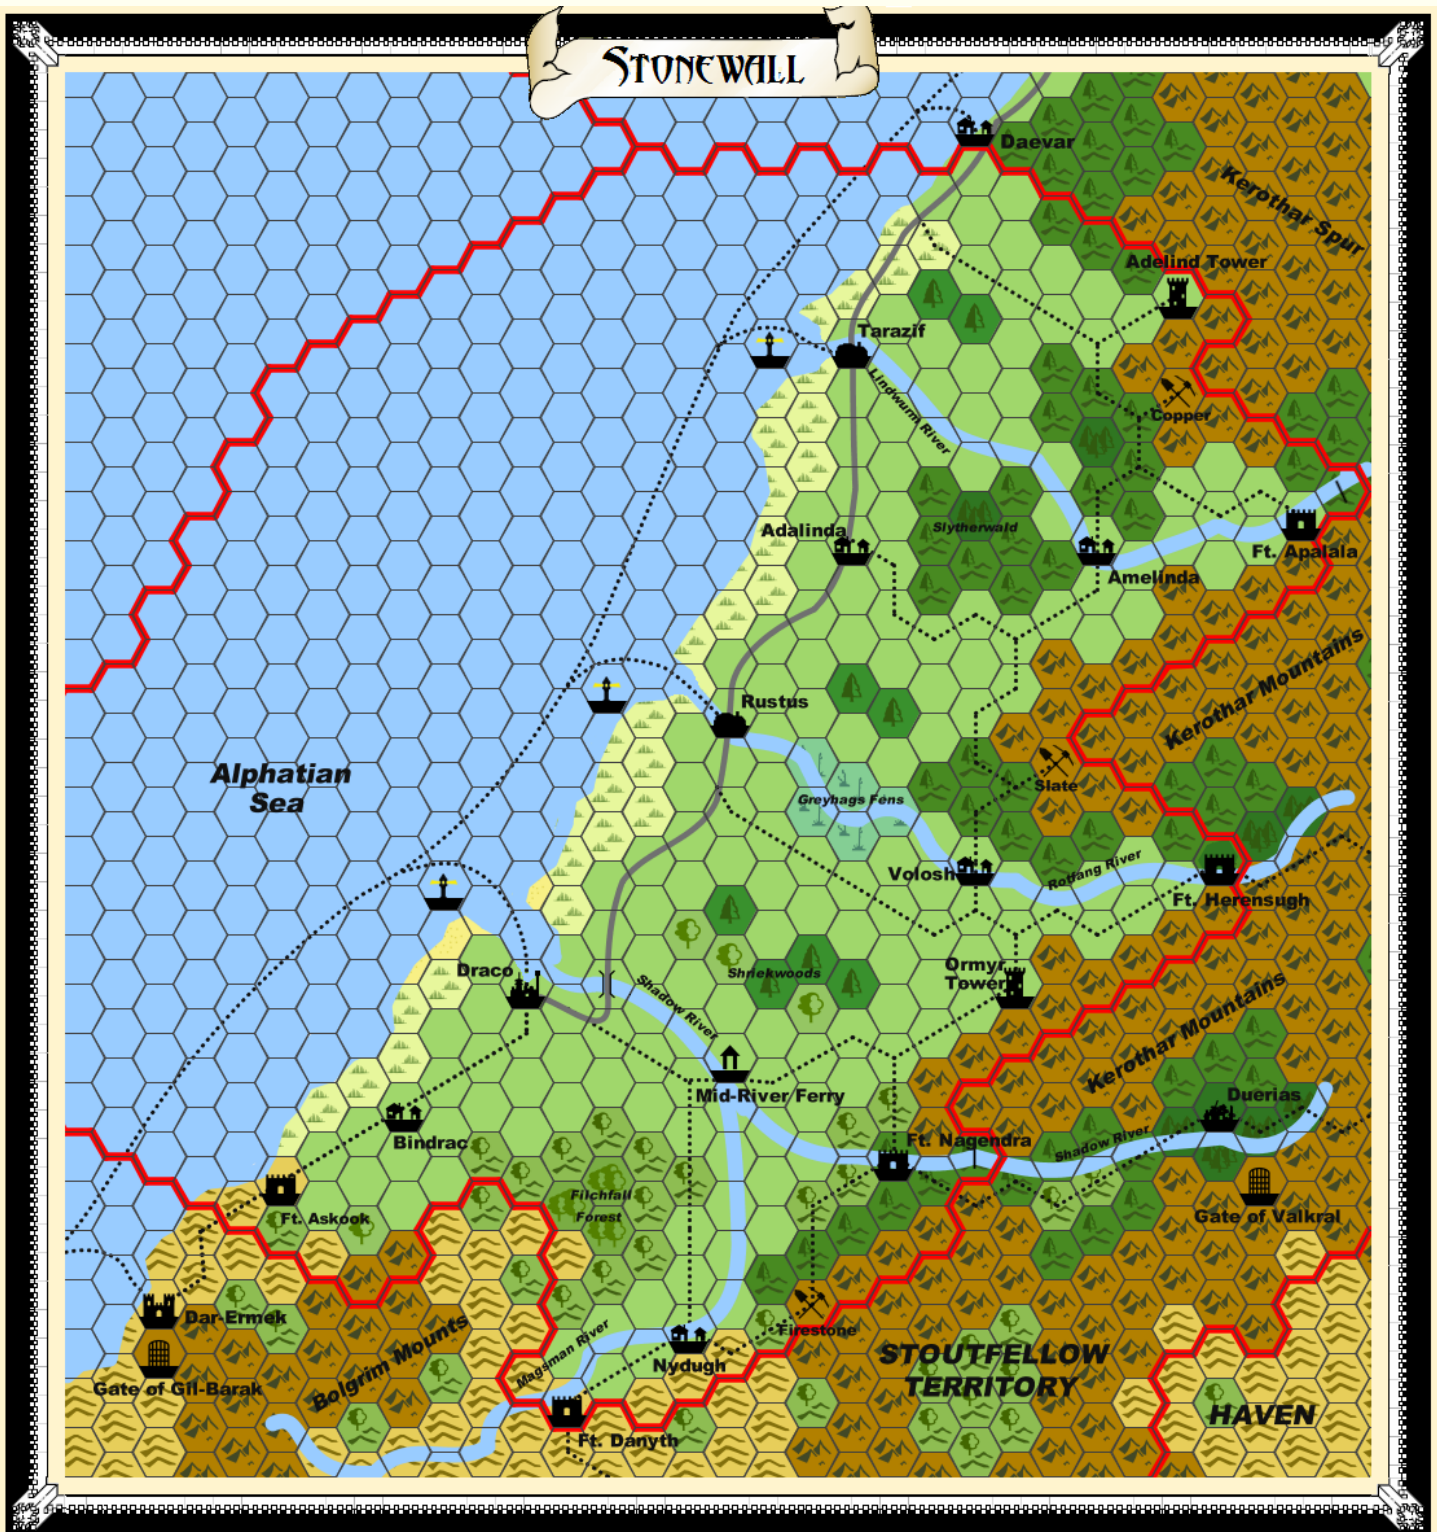 STONEWALL
Daevar
Kerothar Spur
Adelind Tower
Tarazif
Lindwurm River
Copper
Adalinda
Slytherwald
Ft. Apalala
Amelinda
Kerothar Mountains
Rustus
Alphatian
Sea
Slate
Greyhags Fens
Volosh
Rotfang River
Ft. Herensugh
Draco
Shriekwoods
Ormyr
Tower
Shadow River
Kerothar Mountains
Mid-River Ferry
Duerias
Bindrac
Ft. Nagendra
Shadow River
Filchfall
Forest
Ft. Askook
Gate of Valkral
Dar-Ermek
Firestone
Magsman River
Nydugh
STOUTFELLOW
TERRITORY
Gate of Gil-Barak
Bolgrim Mounts
HAVEN
Ft. Danyth